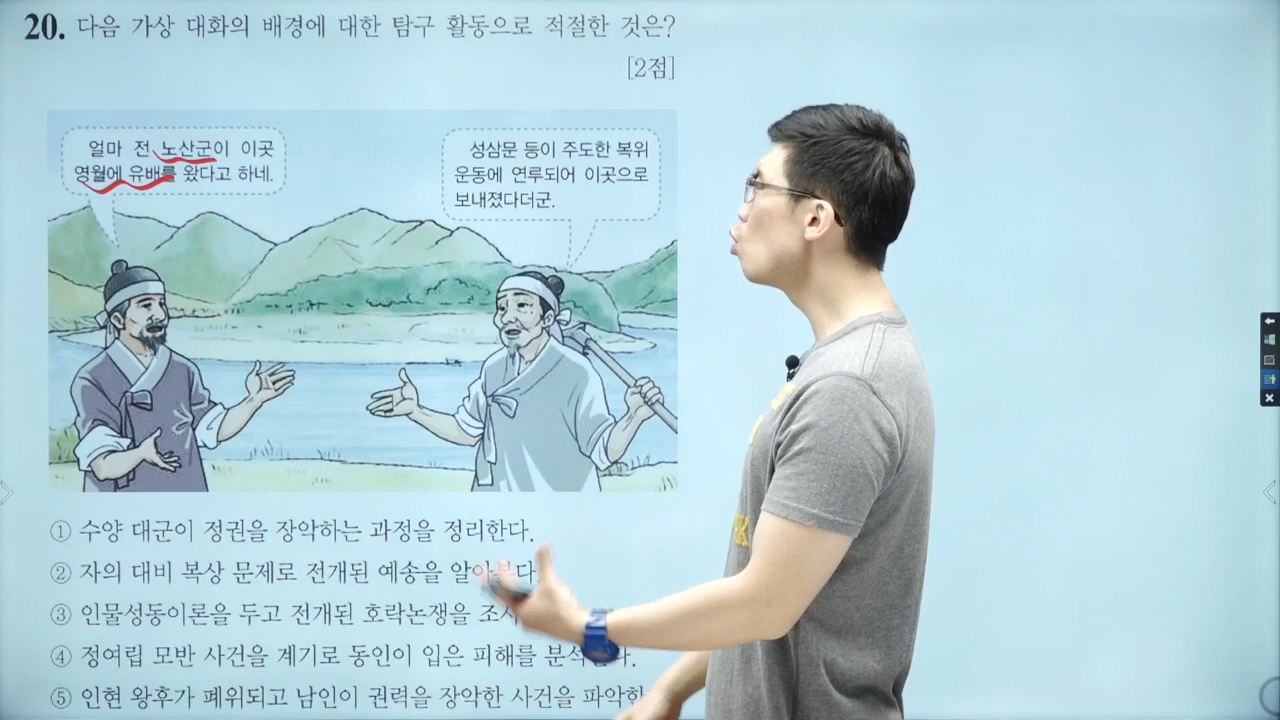 20. 다음 가상 대화의 배경에 대한 탐구 활동으로 적절한 것은?
[2점]
얼마 전 노산군이 이곳
영월에 유배를 왔다고 하네.
성삼문 등이 주도한 복위
운동에 연루되어 이곳으로
보내졌다더군.
① 수양 대군이 정권을 장악하는 과정을 정리한다.
② 자의 대비 복상 문제로 전개된 예송을 알아본다.
③ 인물성동이론을 두고 전개된 호락논쟁을
④ 정여립 모반 사건을 계기로 동인이 입은 피해를 분석한다.
⑤ 인현 왕후가 폐위되고 남인이 권력을 장악한 사건을